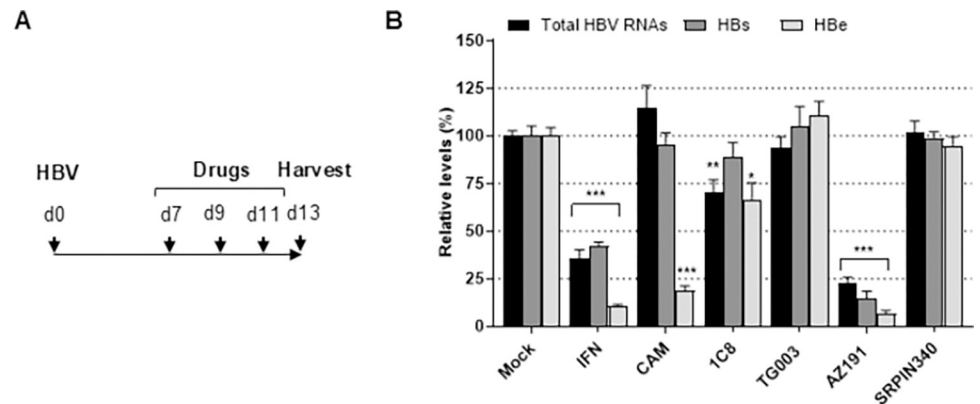 A
HBV
Drugs
Harvest
d0
d7
d9
d11
d13
B
Total HBV RNAs
HBs
HBe
Relative levels (%)
150
125
100
75
50
25
0
***
***
**
*
***
Mock
IFN
CAM
1C8
TG003
AZ191
SRPIN340